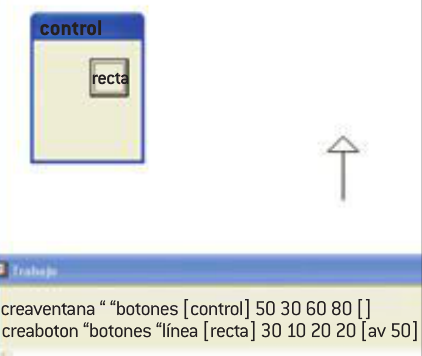 control
recta
Trabajo
creaventana “ “botones [control] 50 30 60 80 []
creaboton “botones “línea [recta] 30 10 20 20 [av 50]